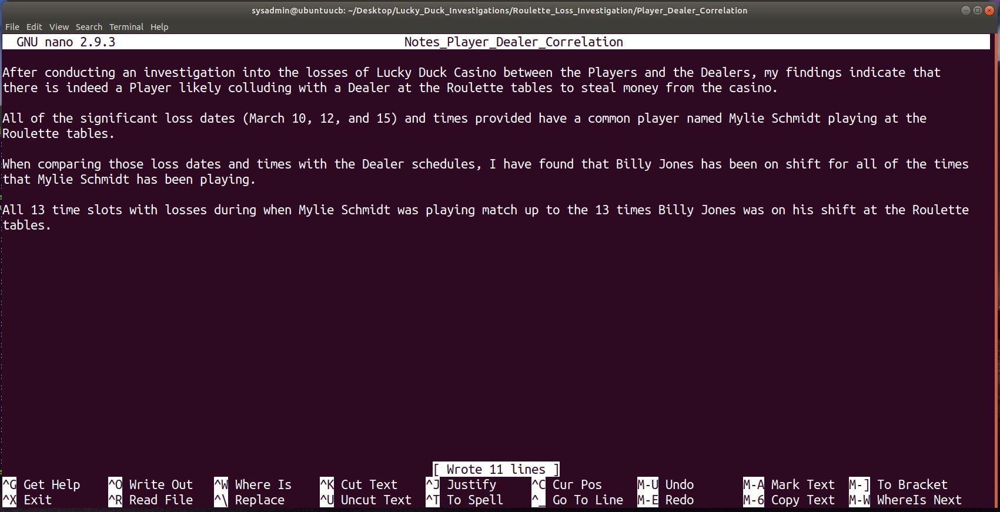 sysadmin@ubuntuucb: ~/Desktop/Lucky_Duck_Investigations/Roulette_Loss_Investigation/Player_Dealer_Correlation
File Edit View Search Terminal Help
GNU nano 2.9.3 Notes_Player_Dealer_Correlation
After conducting an investigation into the losses of Lucky Duck Casino between the Players and the Dealers, my findings indicate that
there is indeed a Player likely colluding with a Dealer at the Roulette tables to steal money from the casino.
All of the significant loss dates (March 10, 12, and 15) and times provided have a common player named Mylie Schmidt playing at the
Roulette tables.
When comparing those loss dates and times with the Dealer schedules, I have found that Billy Jones has been on shift for all of the times
that Mylie Schmidt has been playing.
All 13 time slots with losses during when Mylie Schmidt was playing match up to the 13 times Billy Jones was on his shift at the Roulette
tables.
[ Wrote 11 lines ]
^G Get Help ^O Write Out ^W Where Is ^K Cut Text ^J Justify ^C Cur Pos M-U Undo M-A Mark Text M-] To Bracket
^X Exit ^R Read File ^\ Replace ^U Uncut Text ^T To Spell ^_ Go To Line M-E Redo M-6 Copy Text M-W WhereIs Next